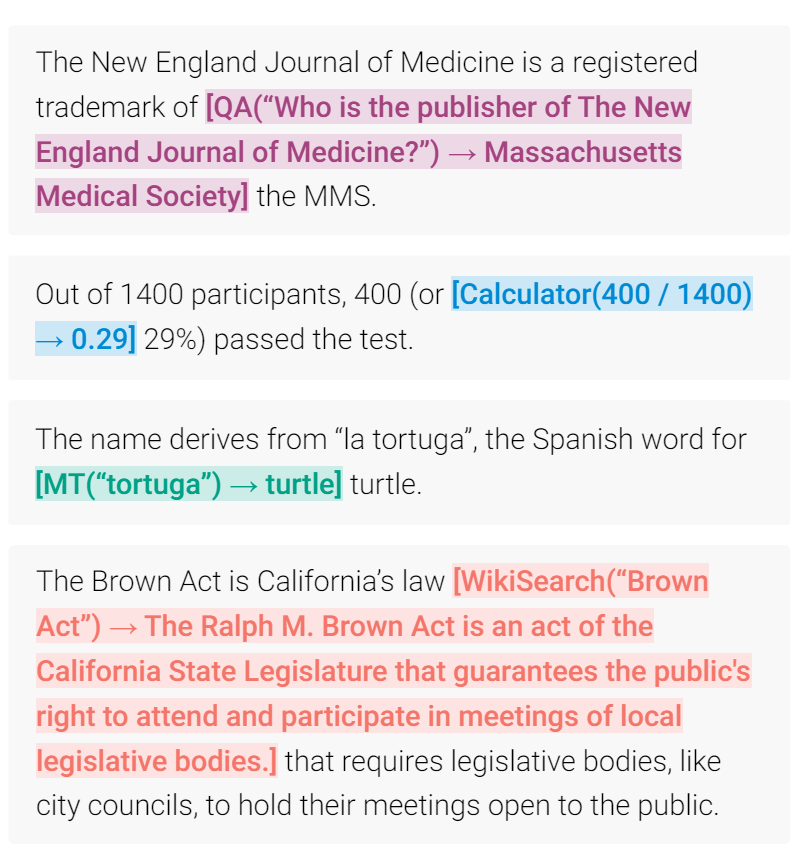 The New England Journal of Medicine is a registered
trademark of [QA(“Who is the publisher of The New
England Journal of Medicine?”) → Massachusetts
Medical Society] the MMS.
Out of 1400 participants, 400 (or [Calculator(400 / 1400)
→ 0.29] 29%) passed the test.
The name derives from “la tortuga”, the Spanish word for
[MT(“tortuga”) → turtle] turtle.
The Brown Act is California’s law [WikiSearch(“Brown
Act”) → The Ralph M. Brown Act is an act of the
California State Legislature that guarantees the public's
right to attend and participate in meetings of local
legislative bodies.] that requires legislative bodies, like
city councils, to hold their meetings open to the public.